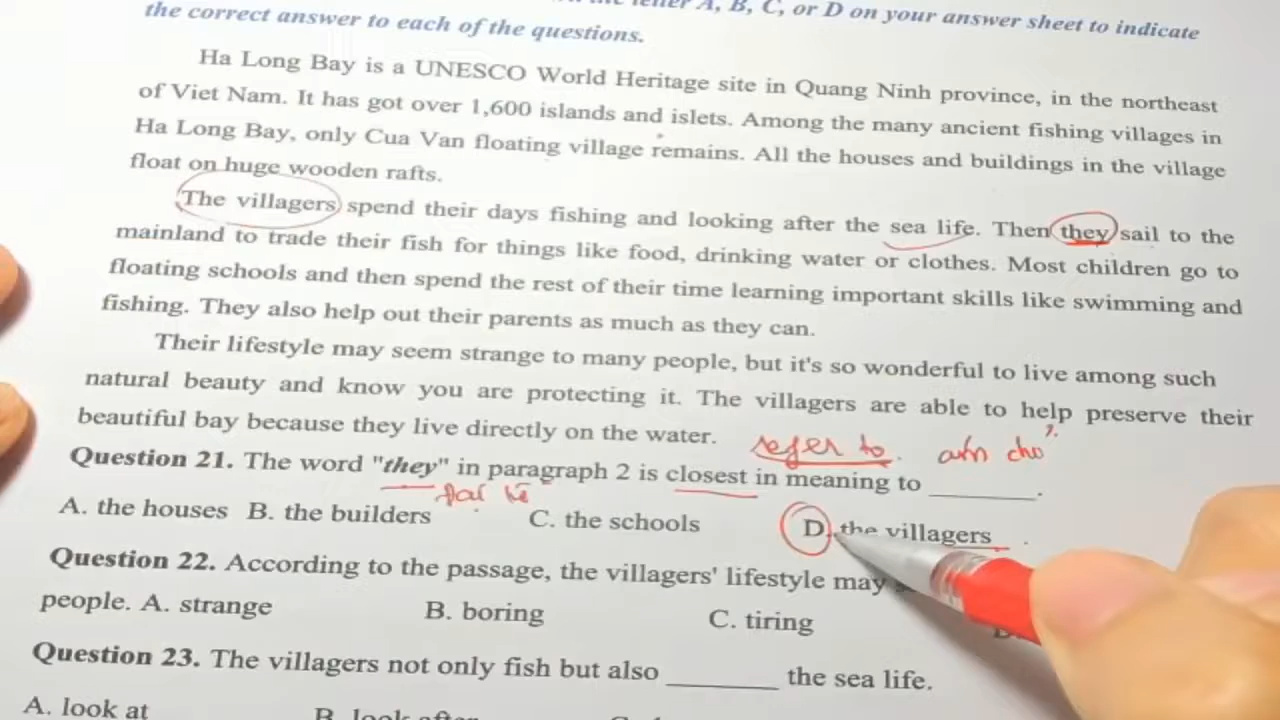 letter A, B, C, or D on your answer sheet to indicate
the correct answer to each of the questions.
Ha Long Bay is a UNESCO World Heritage site in Quang Ninh province, in the northeast
of Viet Nam. It has got over 1,600 islands and islets. Among the many ancient fishing villages in
Ha Long Bay, only Cua Van floating village remains. All the houses and buildings in the village
float on huge wooden rafts.
The villagers spend their days fishing and looking after the sea life. Then they sail to the
mainland to trade their fish for things like food, drinking water or clothes. Most children go to
floating schools and then spend the rest of their time learning important skills like swimming and
fishing. They also help out their parents as much as they can.
Their lifestyle may seem strange to many people, but it's so wonderful to live among such
natural beauty and know you are protecting it. The villagers are able to help preserve their
beautiful bay because they live directly on the water.
refer to
Question 21. The word "they" in paragraph 2 is closest in meaning to ________.
A. the houses B. the builders C. the schools D. the villagers
Question 22. According to the passage, the villagers' lifestyle may
people. A. strange B. boring C. tiring
Question 23. The villagers not only fish but also ________ the sea life.
A. look at B. look after